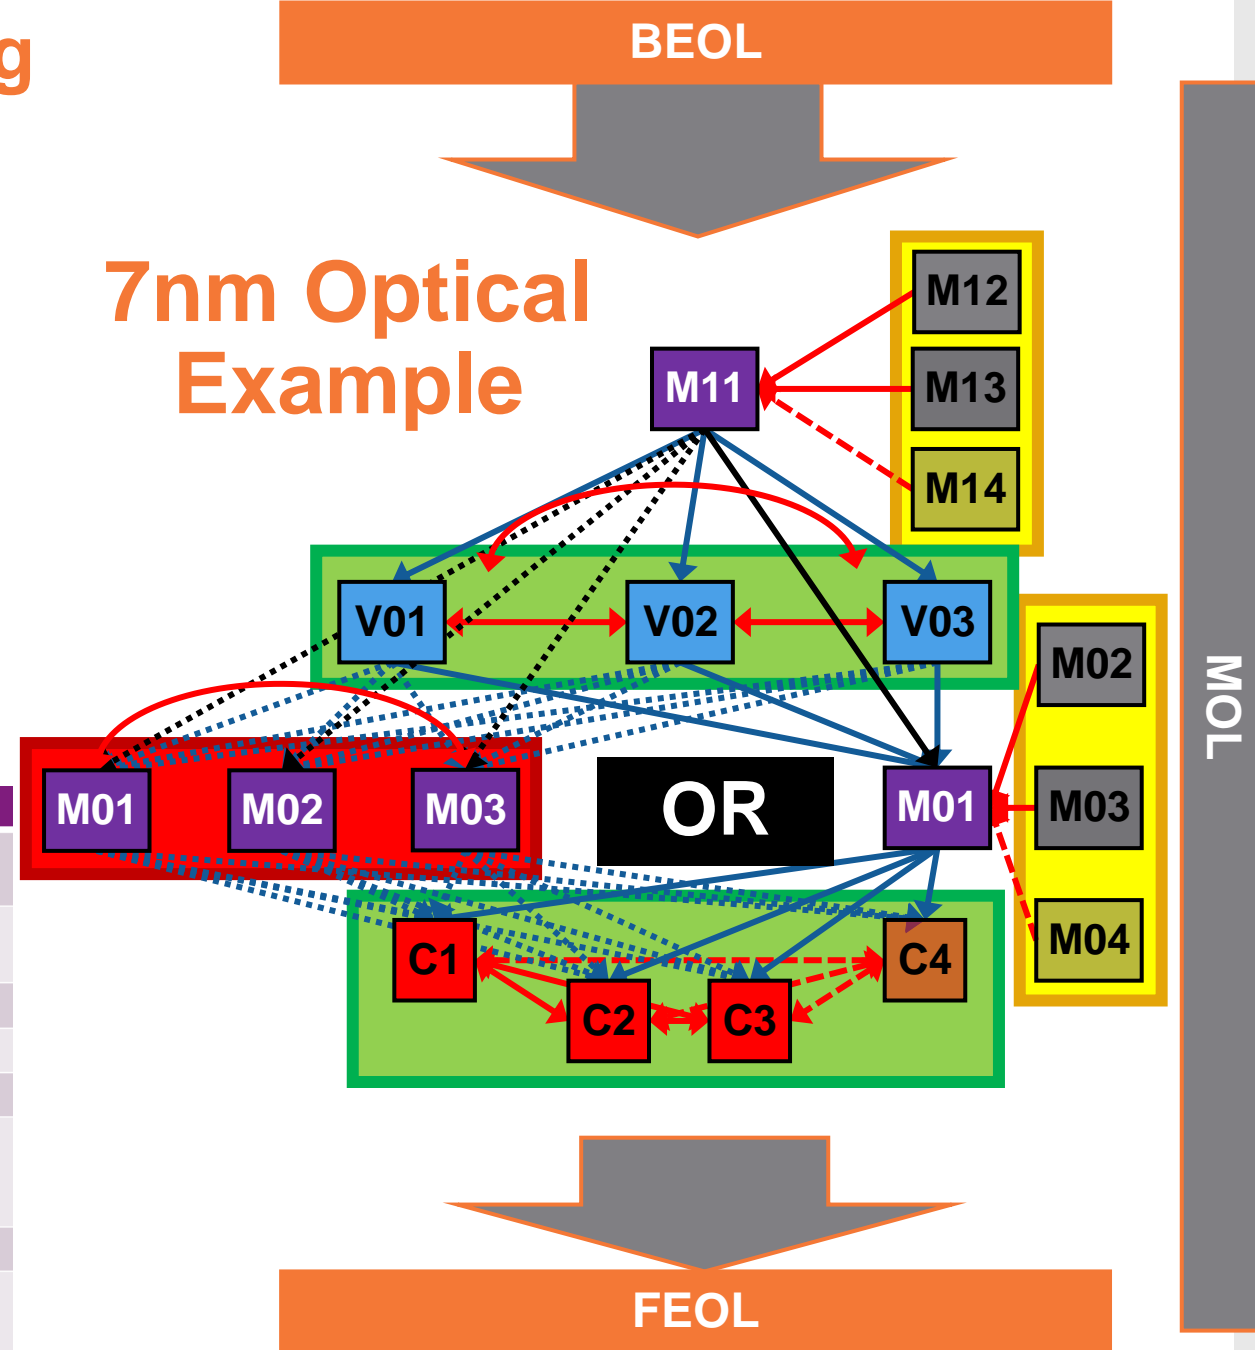 g
BEOL
7nm Optical
Example
M12
M11
M13
M14
V01 V02 V03
M02
MOL
M01 M02 M03 OR M01 M03
C1 C4 M04
C2 C3
FEOL